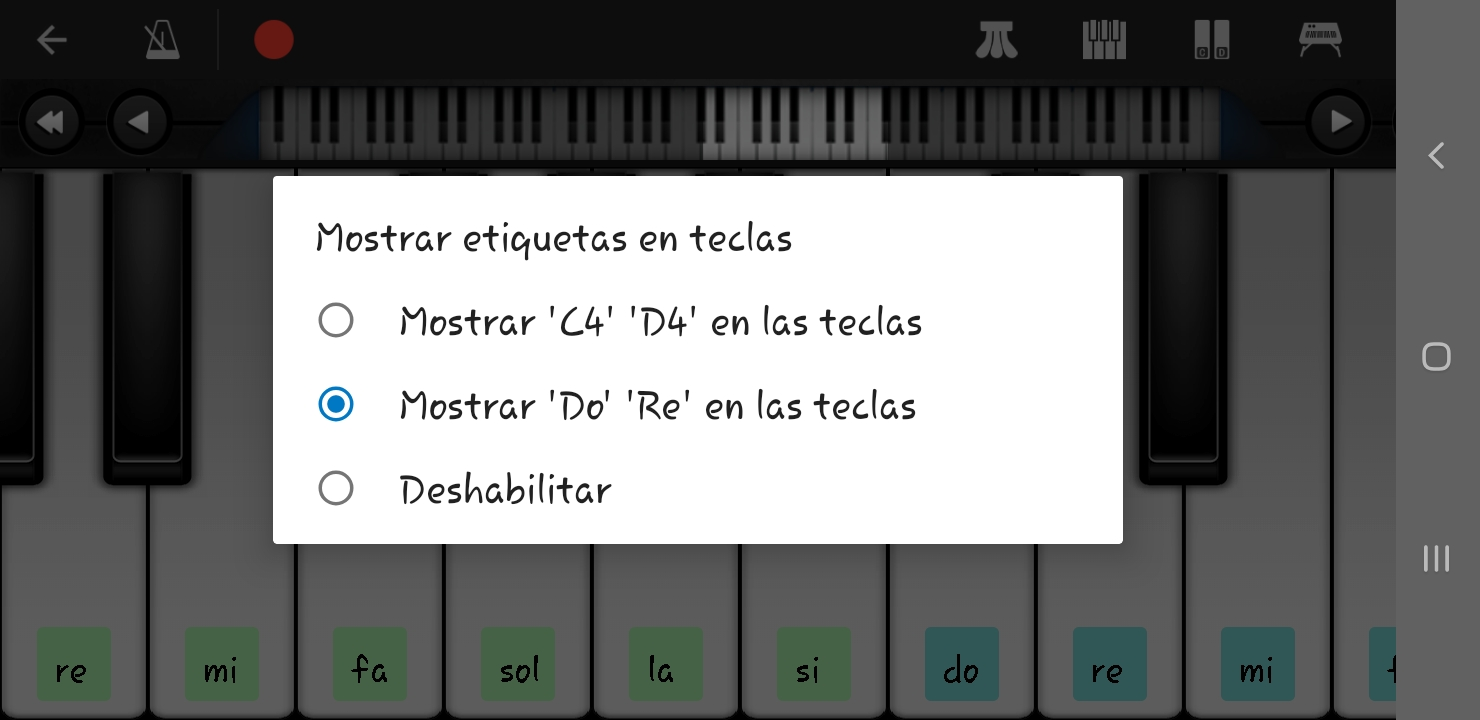 C D
Mostrar etiquetas en teclas
Mostrar 'C4' 'D4' en las teclas
Mostrar 'Do' 'Re' en las teclas
Deshabilitar
re mi fa sol la si do re mi